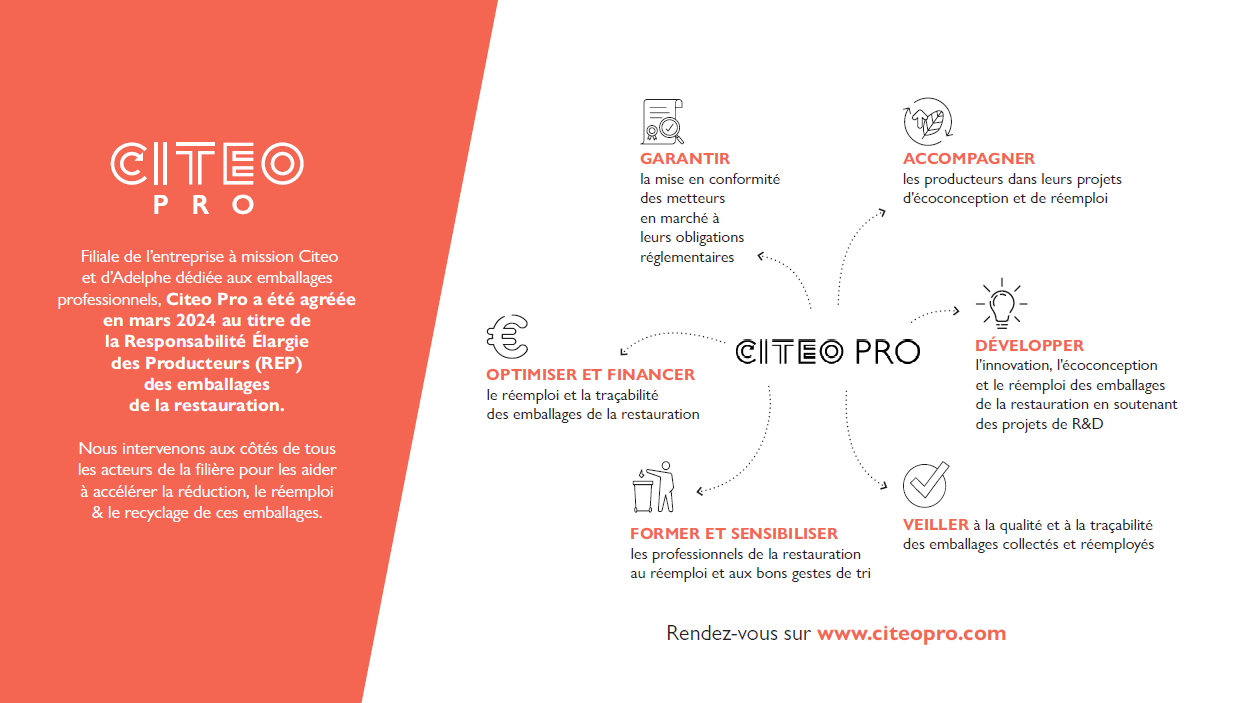 CITEO
PRO
Filiale de l’entreprise à mission Citeo
et d’Adelphe dédiée aux emballages
professionnels, Citeo Pro a été agréée
en mars 2024 au titre de
la Responsabilité Élargie
des Producteurs (REP)
des emballages
de la restauration.
Nous intervenons aux côtés de tous
les acteurs de la filière pour les aider
à accélérer la réduction, le réemploi
& le recyclage de ces emballages.
GARANTIR
la mise en conformité
des metteurs
en marché à
leurs obligations
réglementaires
ACCOMPAGNER
les producteurs dans leurs projets
d’écoconception et de réemploi
€
OPTIMISER ET FINANCER
le réemploi et la traçabilité
des emballages de la restauration
CITEO PRO
DÉVELOPPER
l’innovation, l’écoconception
et le réemploi des emballages
de la restauration en soutenant
des projets de R&D
FORMER ET SENSIBILISER
les professionnels de la restauration
au réemploi et aux bons gestes de tri
VEILLER à la qualité et à la traçabilité
des emballages collectés et réemployés
Rendez-vous sur www.citeopro.com